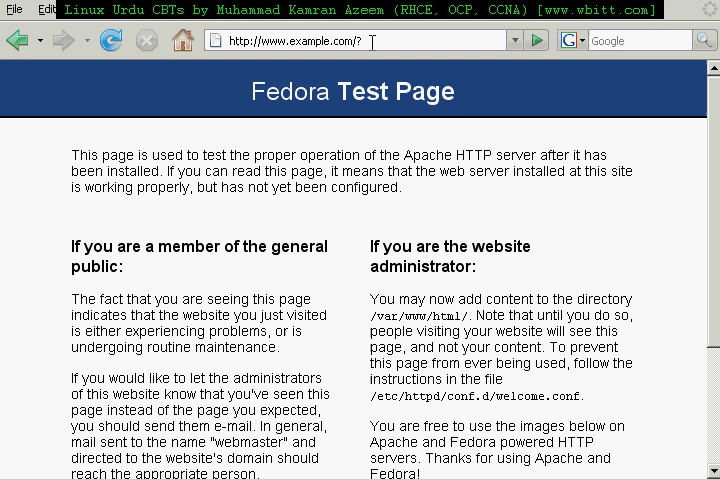 File Edit
Linux Urdu CBTs by Muhammad Kamran Azeem (RHCE, OCP, CCNA) [www.wbitt.com]
http://www.example.com/?
G Google
Fedora Test Page
This page is used to test the proper operation of the Apache HTTP server after it has
been installed. If you can read this page, it means that the web server installed at this site
is working properly, but has not yet been configured.
If you are a member of the general
public:
The fact that you are seeing this page
indicates that the website you just visited
is either experiencing problems, or is
undergoing routine maintenance.
If you would like to let the administrators
of this website know that you've seen this
page instead of the page you expected,
you should send them e-mail. In general,
mail sent to the name "webmaster" and
directed to the website's domain should
reach the appropriate person.
If you are the website
administrator:
You may now add content to the directory
/var/www/html/. Note that until you do so,
people visiting your website will see this
page, and not your content. To prevent
this page from ever being used, follow the
instructions in the file
/etc/httpd/conf.d/welcome.conf.
You are free to use the images below on
Apache and Fedora powered HTTP
servers. Thanks for using Apache and
Fedora!